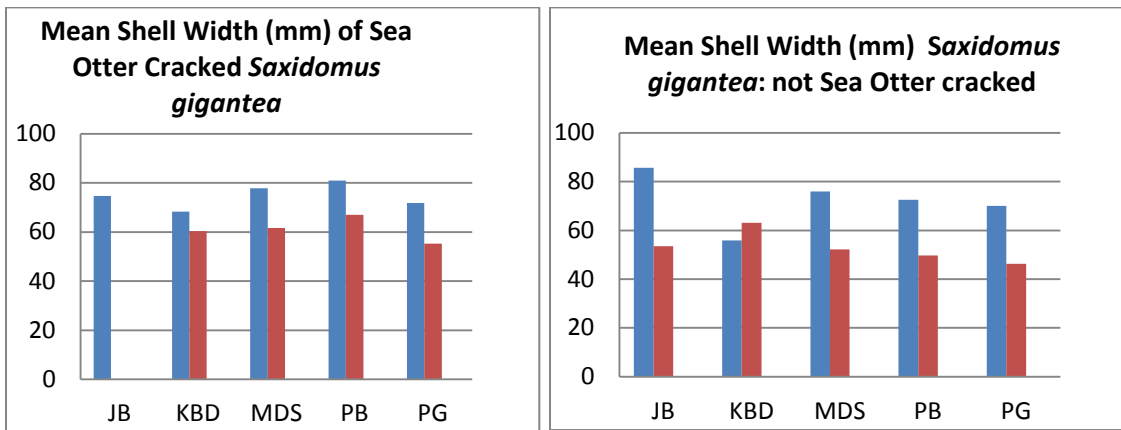 Mean Shell Width (mm) of Sea
Otter Cracked Saxidomus
gigantea
100
80
60
40
20
0
JB KBD MDS PB PG
Mean Shell Width (mm) Saxidomus
gigantea: not Sea Otter cracked
100
80
60
40
20
0
JB KBD MDS PB PG